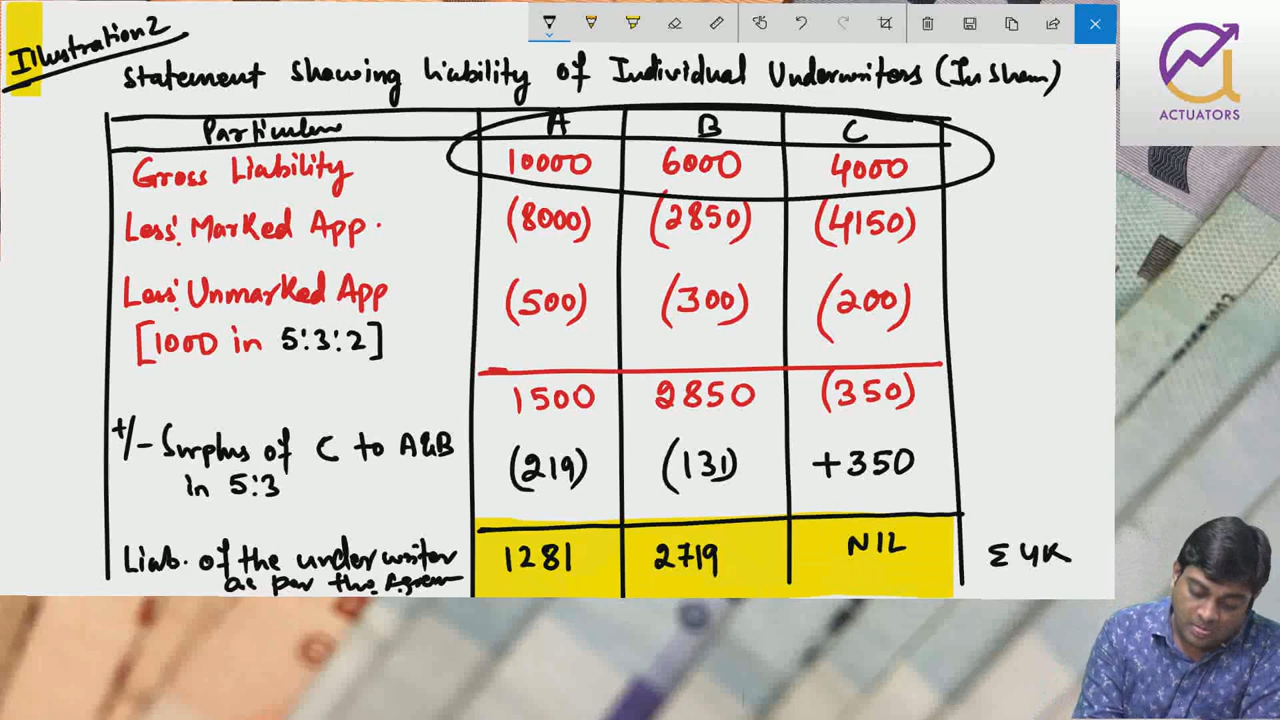 Illustration 2
Statement Showing Liability of Individual Underwriters (In Shares)
Particulars A B C
Gross Liability 10000 6000 4000
Less: Marked App. (8000) (2850) (4150)
Less: Unmarked App (500) (300) (200)
[1000 in 5:3:2]
1500 2850 (350)
+/- Surplus of C to A&B (219) (131) +350
in 5:3
Liab. of the underwriter 1281 2719 NIL Σ 4K
as per the Agreem
ACTUATORS